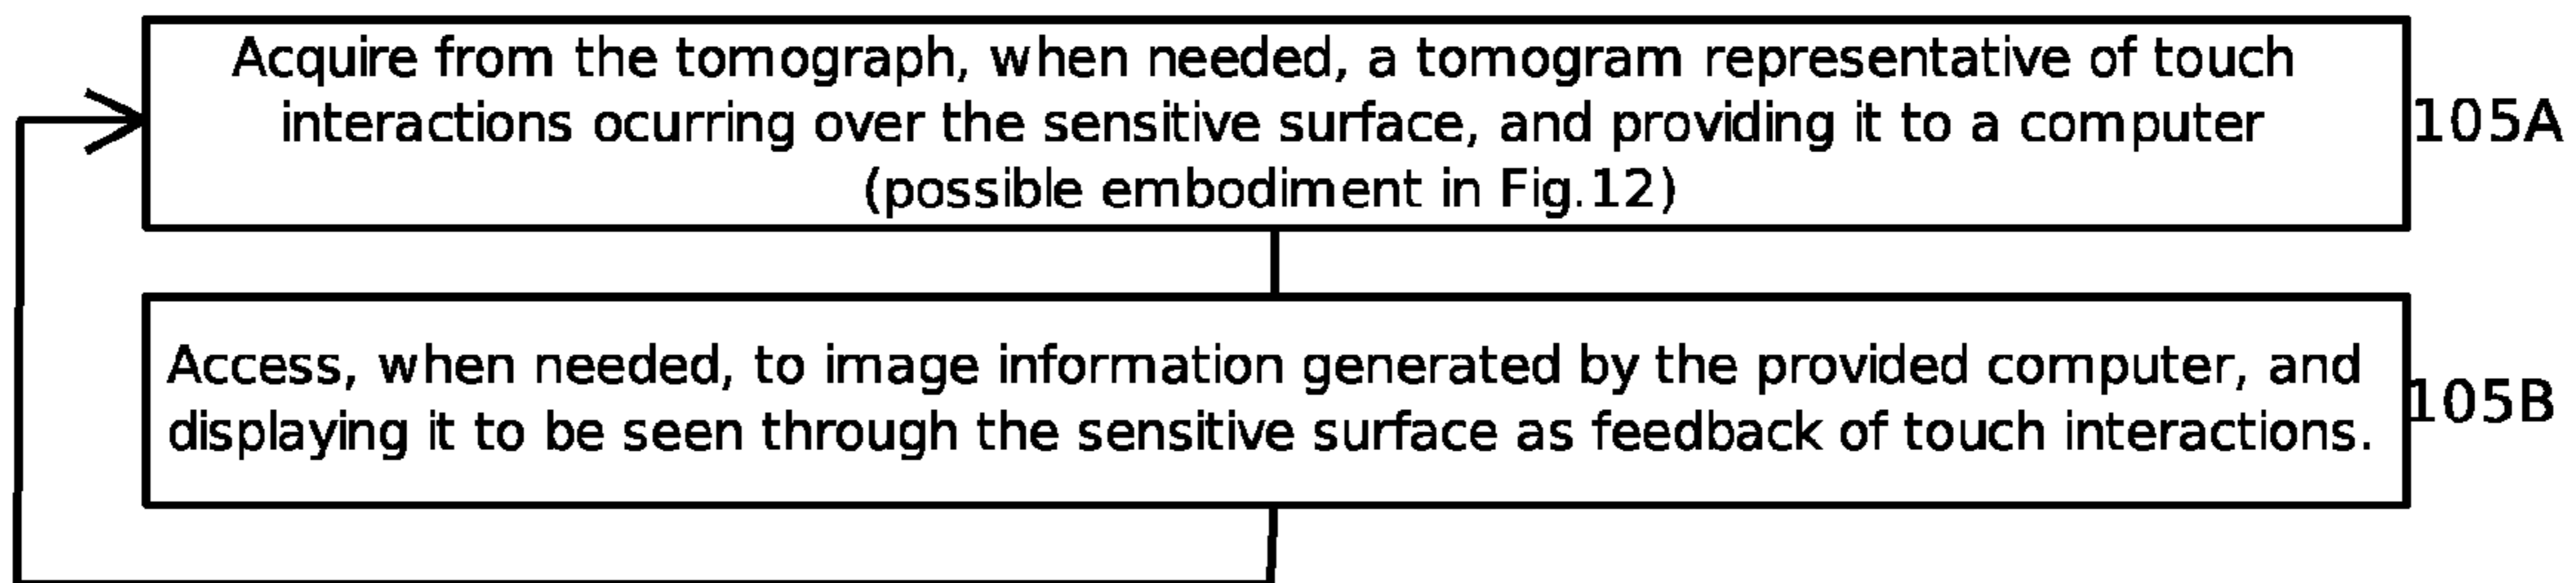 Acquire from the tomograph, when needed, a tomogram representative of touch
interactions ocurring over the sensitive surface, and providing it to a computer
(possible embodiment in Fig.12)
105A
Access, when needed, to image information generated by the provided computer, and
displaying it to be seen through the sensitive surface as feedback of touch interactions.
105B